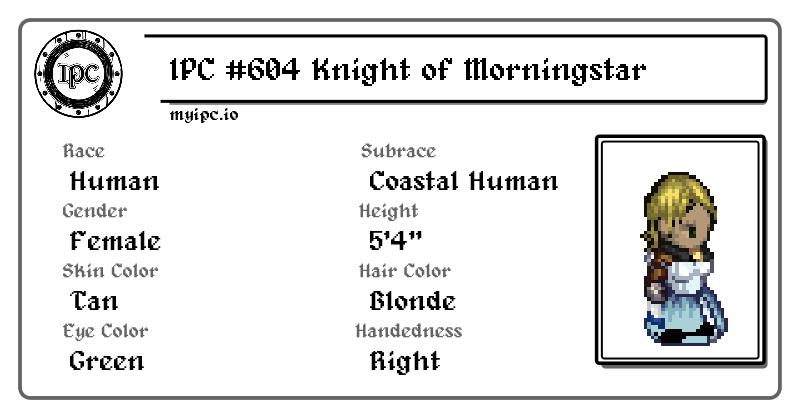 IPC
IPC #604 Knight of Morningstar
myipc.io
Race
Human
Subrace
Coastal Human
Gender
Female
Height
5'4"
Skin Color
Tan
Hair Color
Blonde
Eye Color
Green
Handedness
Right